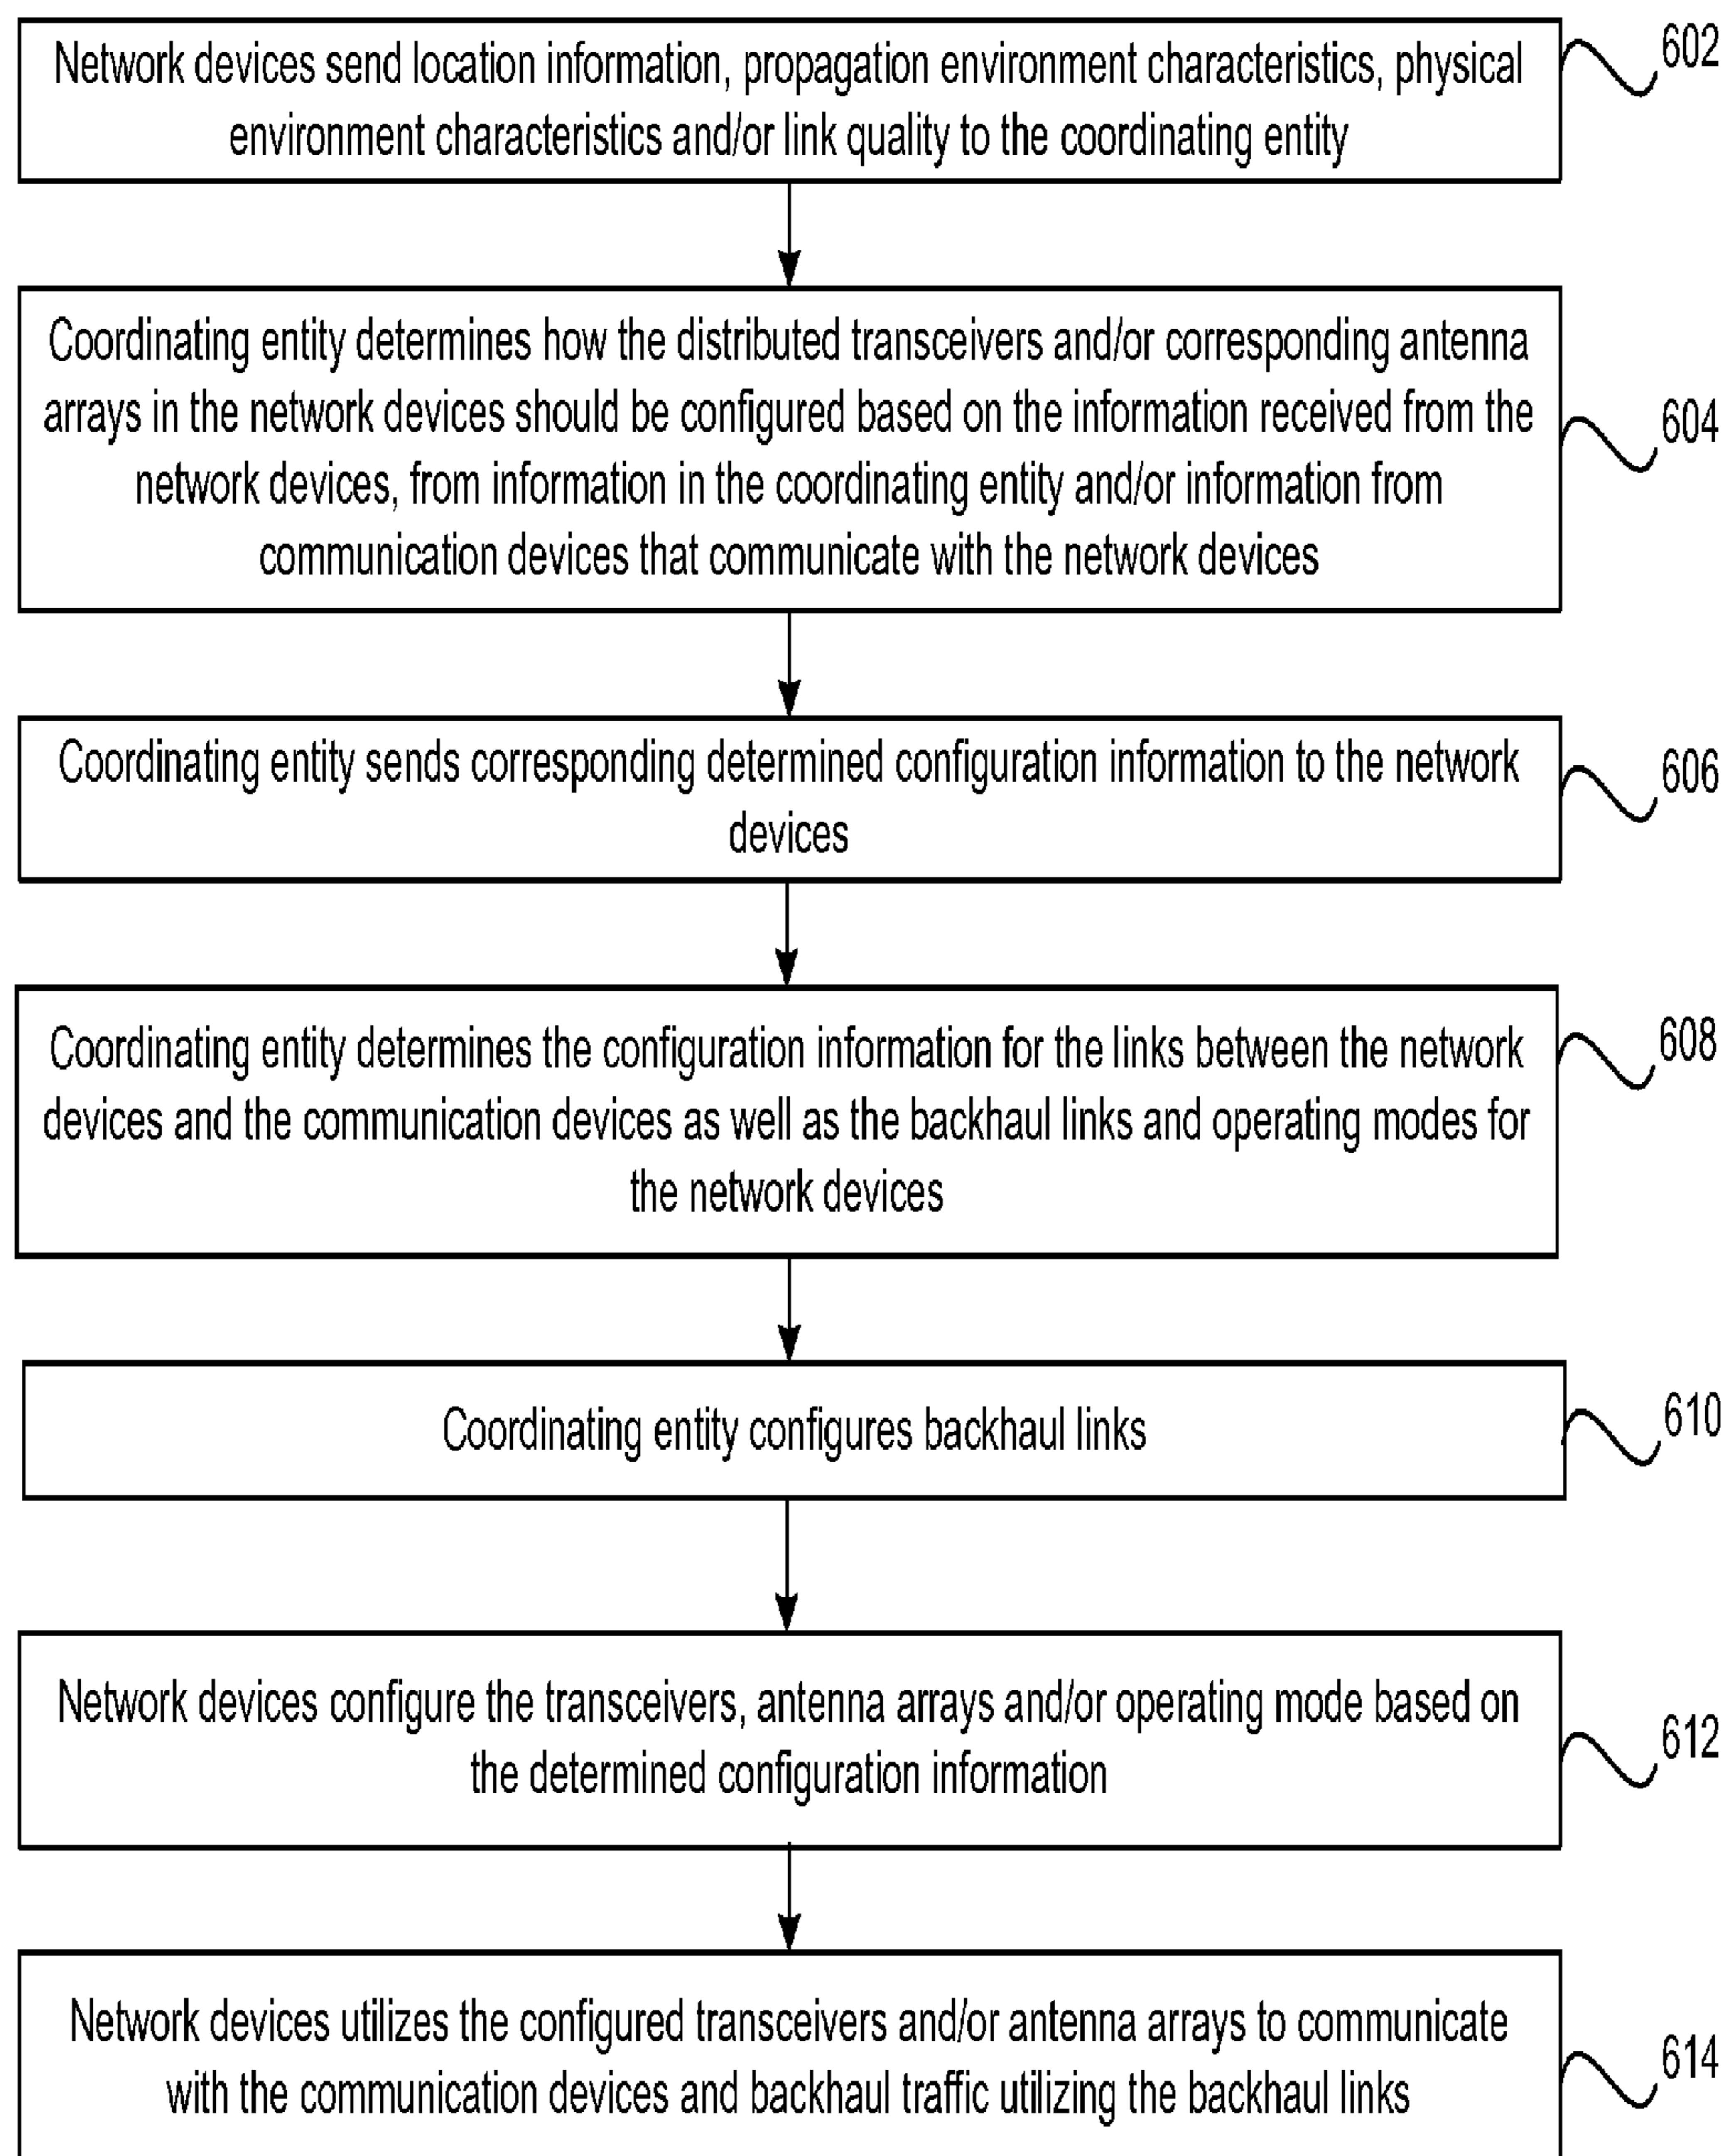 Network devices send location information, propagation environment characteristics, physical
environment characteristics and/or link quality to the coordinating entity
602
Coordinating entity determines how the distributed transceivers and/or corresponding antenna
arrays in the network devices should be configured based on the information received from the
network devices, from information in the coordinating entity and/or information from
communication devices that communicate with the network devices
604
Coordinating entity sends corresponding determined configuration information to the network
devices
606
Coordinating entity determines the configuration information for the links between the network
devices and the communication devices as well as the backhaul links and operating modes for
the network devices
608
Coordinating entity configures backhaul links
610
Network devices configure the transceivers, antenna arrays and/or operating mode based on
the determined configuration information
612
Network devices utilizes the configured transceivers and/or antenna arrays to communicate
with the communication devices and backhaul traffic utilizing the backhaul links
614